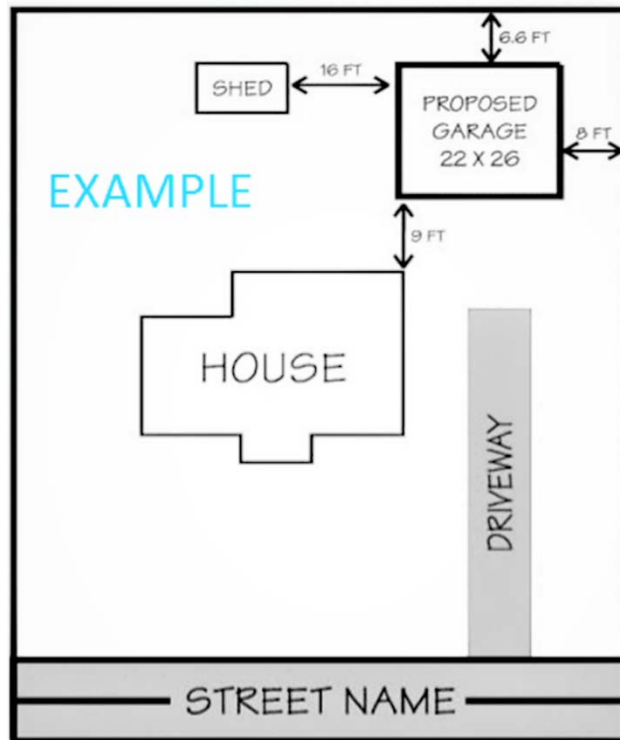 6.6 FT
SHED
16 FT
PROPOSED
GARAGE
22 X 26
8 FT
EXAMPLE
9 FT
HOUSE
DRIVEWAY
STREET NAME